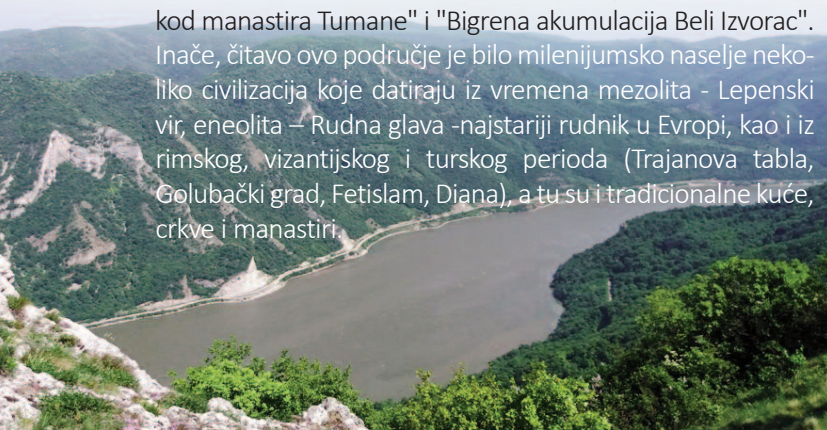 kod manastira Tumane" i "Bigrena akumulacija Beli Izvorac".
Inače, čitavo ovo područje je bilo milenijumsko naselje neko-
liko civilizacija koje datiraju iz vremena mezolita - Lepenski
vir, eneolita – Rudna glava -najstariji rudnik u Evropi, kao i iz
rimskog, vizantijskog i turskog perioda (Trajanova tabla,
Golubački grad, Fetislam, Diana), a tu su i tradicionalne kuće,
crkve i manastiri.